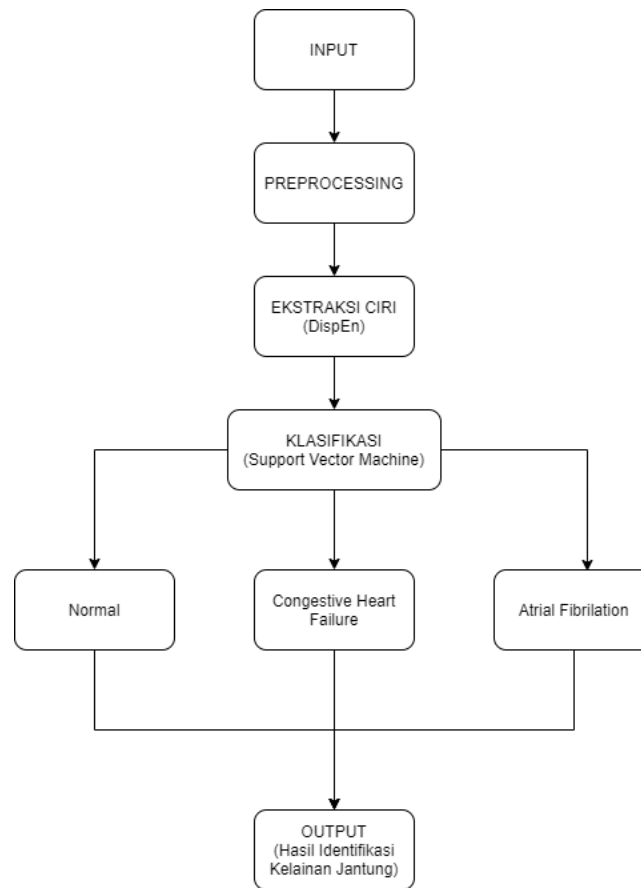 INPUT
PREPROCESSING
EKSTRAKSI CIRI
(DispEn)
KLASIFIKASI
(Support Vector Machine)
Normal
Congestive Heart
Failure
Atrial Fibrilation
OUTPUT
(Hasil Identifikasi
Kelainan Jantung)